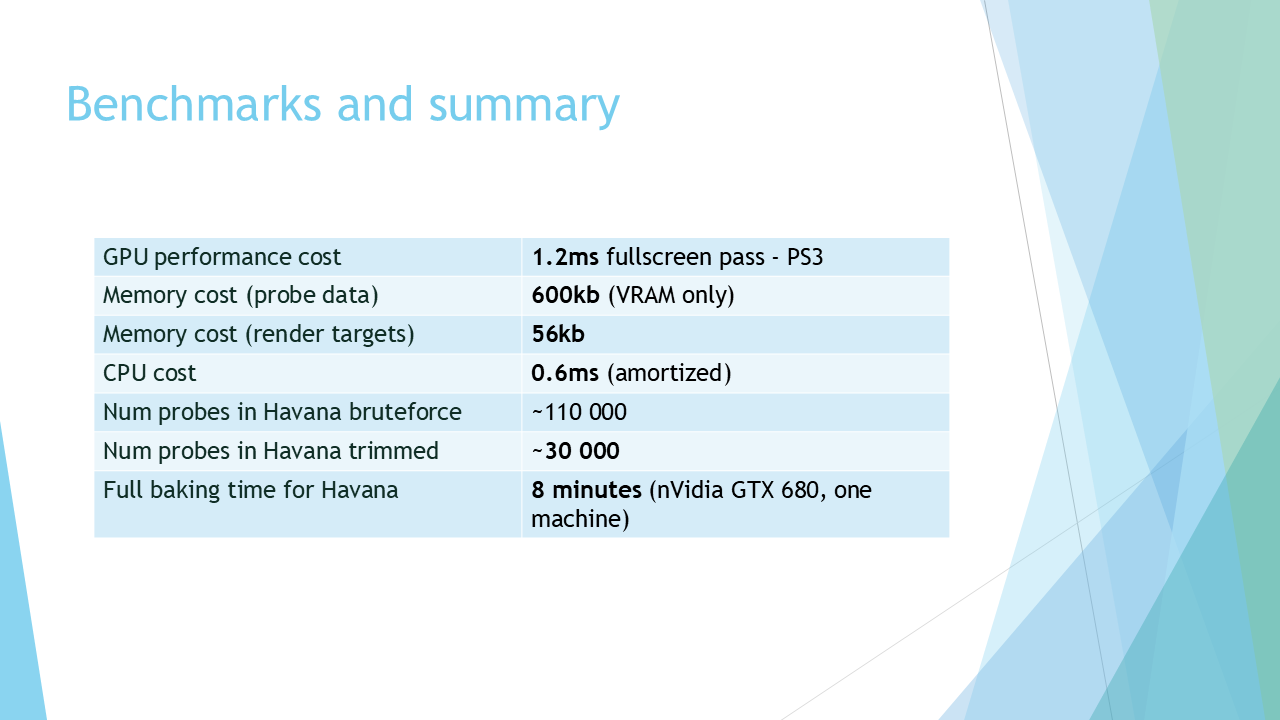 Benchmarks and summary
GPU performance cost
1.2ms fullscreen pass - PS3
Memory cost (probe data)
600kb (VRAM only)
Memory cost (render targets)
56kb
CPU cost
0.6ms (amortized)
Num probes in Havana bruteforce
~110 000
Num probes in Havana trimmed
~30 000
Full baking time for Havana
8 minutes (nVidia GTX 680, one
machine)